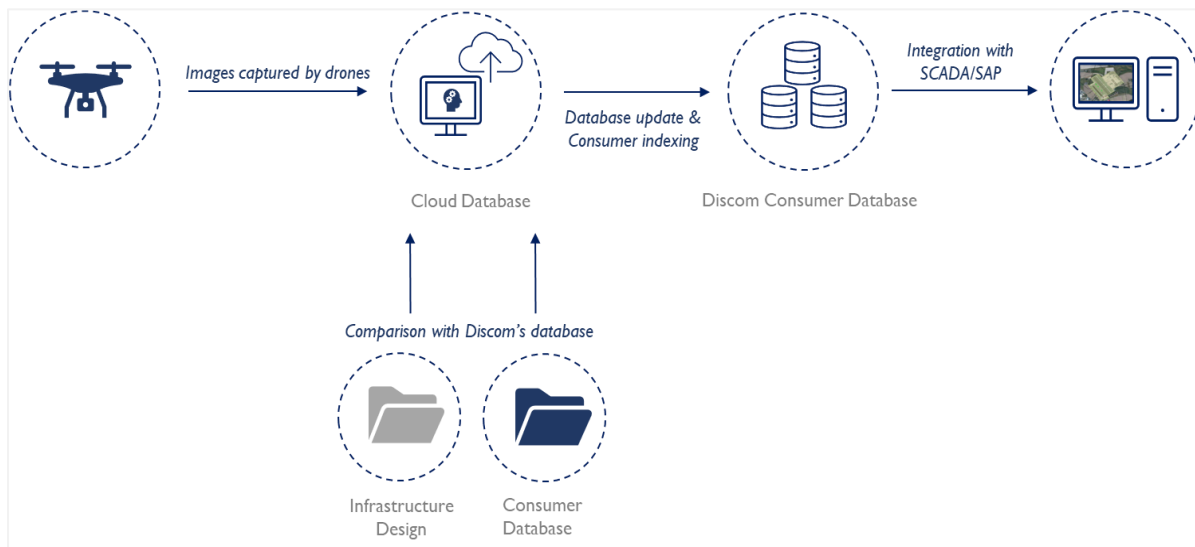 Images captured by drones
Integration with
SCADA/SAP
Database update &
Consumer indexing
Cloud Database
Discom Consumer Database
Comparison with Discom's database
Infrastructure
Design
Consumer
Database